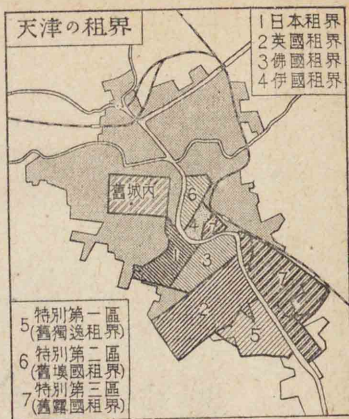 天津の租界
1日本租界
2英國租界
3佛國租界
4伊國租界
舊城內
6
4
7
1
3
7
2
5
5 特別第一區
(舊獨逸租界)
6 特別第二區
(舊墺國租界)
7 特別第三區
(舊露國租界)